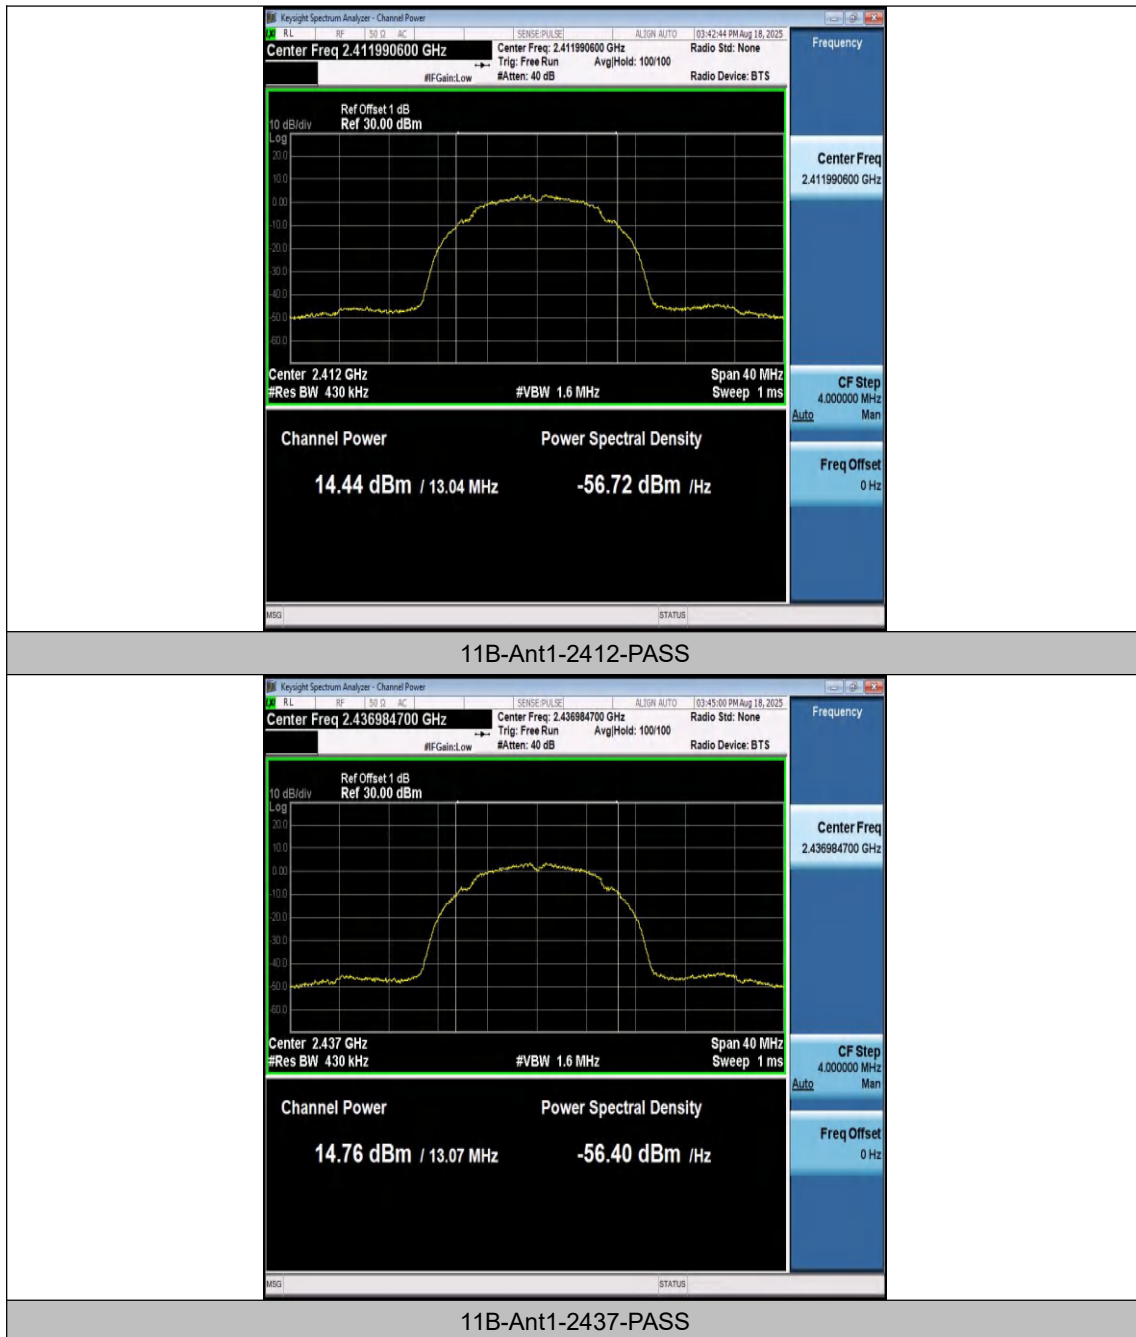 Keysight Spectrum Analyzer - Channel Power
RL RF 50 Ω AC SENSE:PULSE ALIGN AUTO 03:42:44 PM Aug 18, 2025
Center Freq 2.411990600 GHz
Center Freq: 2.411990600 GHz Radio Std: None
Trig: Free Run Avg|Hold: 100/100
#IFGain:Low #Atten: 40 dB Radio Device: BTS
Frequency
Ref Offset 1 dB
10 dB/div Ref 30.00 dBm
Log
20.0
10.0
0.00
-10.0
-20.0
-30.0
-40.0
-50.0
-60.0
Center 2.412 GHz Span 40 MHz
#Res BW 430 kHz #VBW 1.6 MHz Sweep 1 ms
Center Freq
2.411990600 GHz
CF Step
4.000000 MHz
Auto Man
Freq Offset
0 Hz
Channel Power Power Spectral Density
14.44 dBm / 13.04 MHz -56.72 dBm /Hz
MSG STATUS
11B-Ant1-2412-PASS
Keysight Spectrum Analyzer - Channel Power
RL RF 50 Ω AC SENSE:PULSE ALIGN AUTO 03:45:00 PM Aug 18, 2025
Center Freq 2.436984700 GHz
Center Freq: 2.436984700 GHz Radio Std: None
Trig: Free Run Avg|Hold: 100/100
#IFGain:Low #Atten: 40 dB Radio Device: BTS
Frequency
Ref Offset 1 dB
10 dB/div Ref 30.00 dBm
Log
20.0
10.0
0.00
-10.0
-20.0
-30.0
-40.0
-50.0
-60.0
Center 2.437 GHz Span 40 MHz
#Res BW 430 kHz #VBW 1.6 MHz Sweep 1 ms
Center Freq
2.436984700 GHz
CF Step
4.000000 MHz
Auto Man
Freq Offset
0 Hz
Channel Power Power Spectral Density
14.76 dBm / 13.07 MHz -56.40 dBm /Hz
MSG STATUS
11B-Ant1-2437-PASS